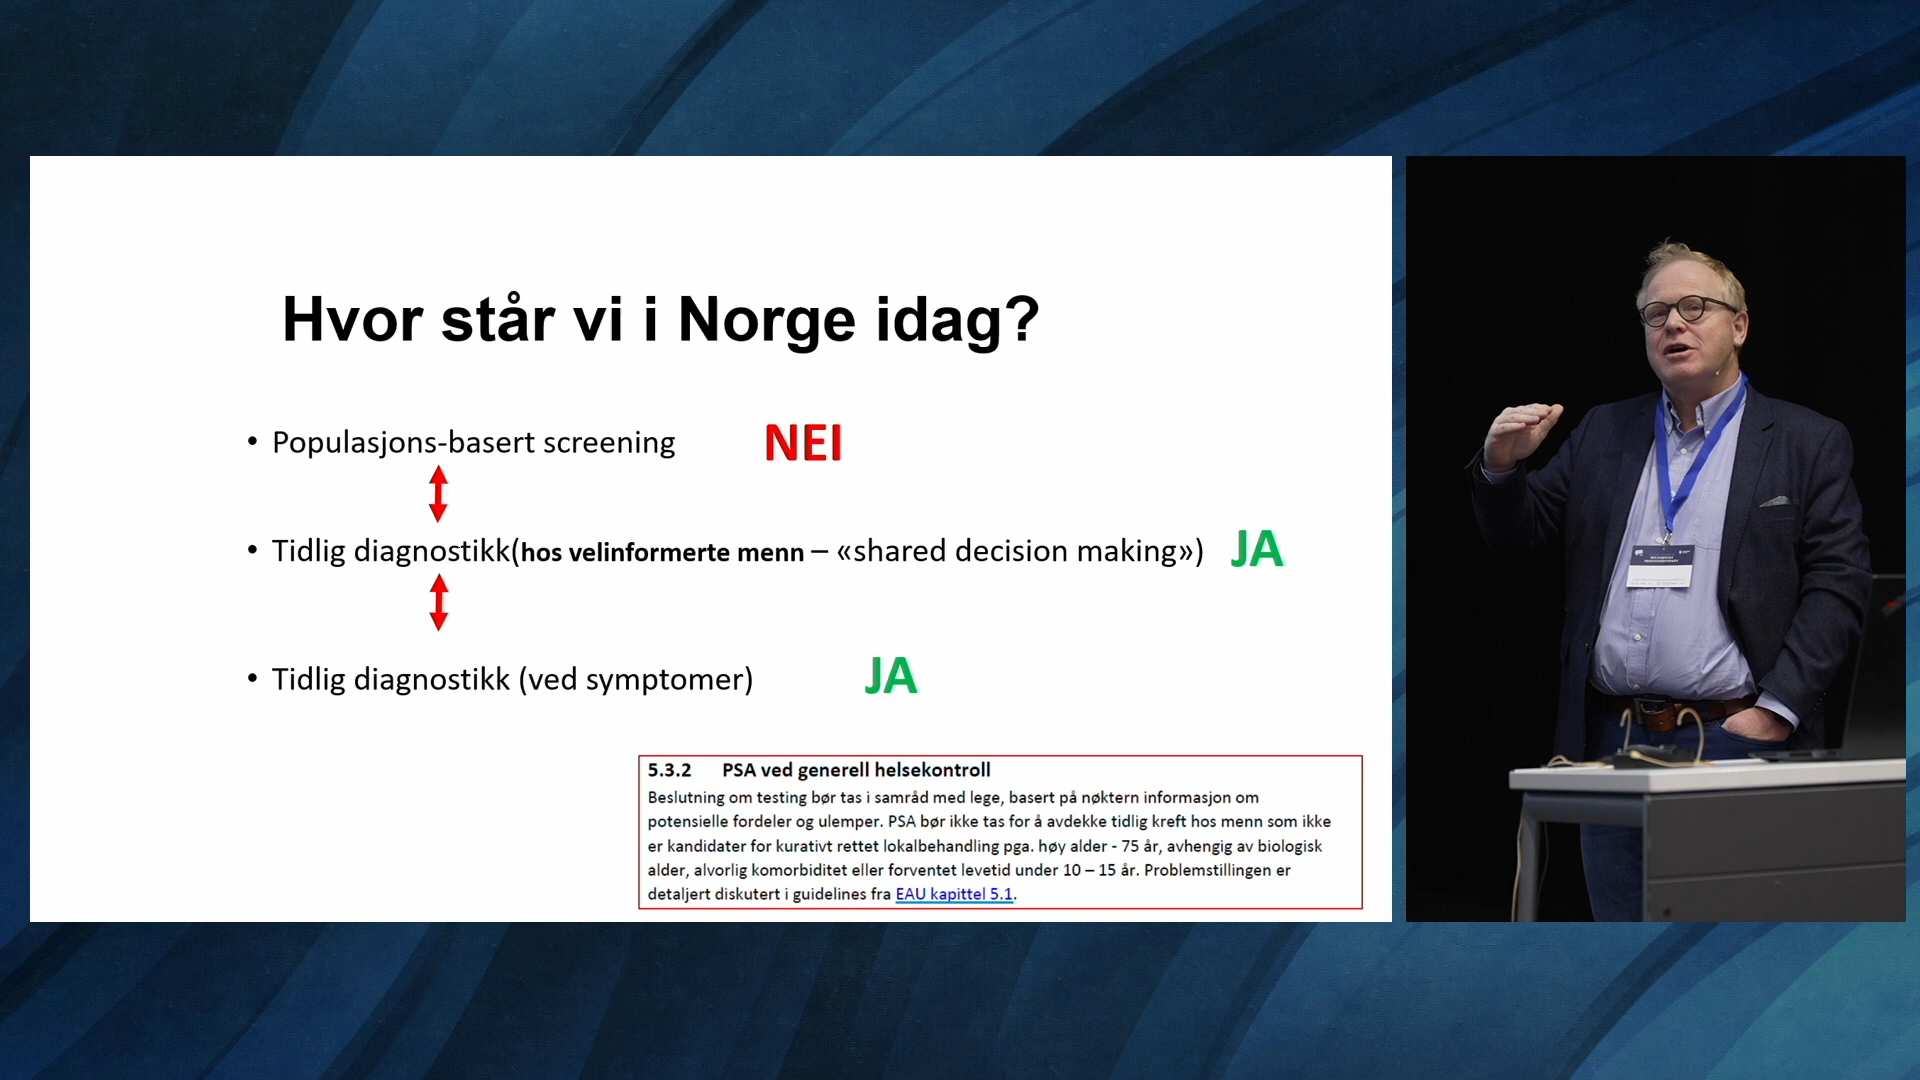 Hvor står vi i Norge idag?
• Populasjons-basert screening NEI
• Tidlig diagnostikk(hos velinformerte menn – «shared decision making») JA
• Tidlig diagnostikk (ved symptomer) JA
5.3.2 PSA ved generell helsekontroll
Beslutning om testing bør tas i samråd med lege, basert på nøktern informasjon om
potensielle fordeler og ulemper. PSA bør ikke tas for å avdekke tidlig kreft hos menn som ikke
er kandidater for kurativt rettet lokalbehandling pga. høy alder - 75 år, avhengig av biologisk
alder, alvorlig komorbiditet eller forventet levetid under 10 – 15 år. Problemstillingen er
detaljert diskutert i guidelines fra EAU kapittel 5.1.